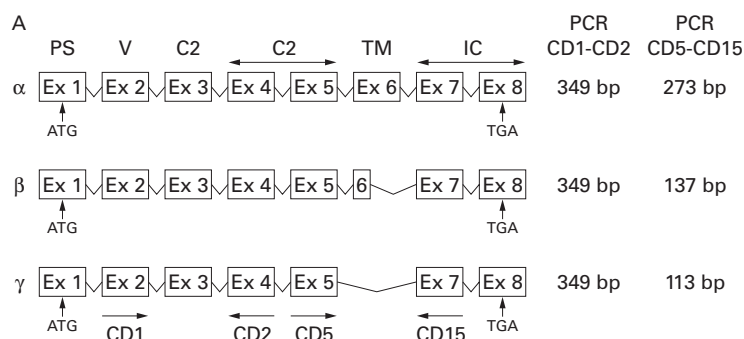 A
PCR PCR
PS V C2 C2 TM IC CD1-CD2 CD5-CD15
α Ex 1 Ex 2 Ex 3 Ex 4 Ex 5 Ex 6 Ex 7 Ex 8 349 bp 273 bp
ATG TGA
β Ex 1 Ex 2 Ex 3 Ex 4 Ex 5 6 Ex 7 Ex 8 349 bp 137 bp
ATG TGA
γ Ex 1 Ex 2 Ex 3 Ex 4 Ex 5 Ex 7 Ex 8 349 bp 113 bp
ATG CD1 CD2 CD5 CD15 TGA